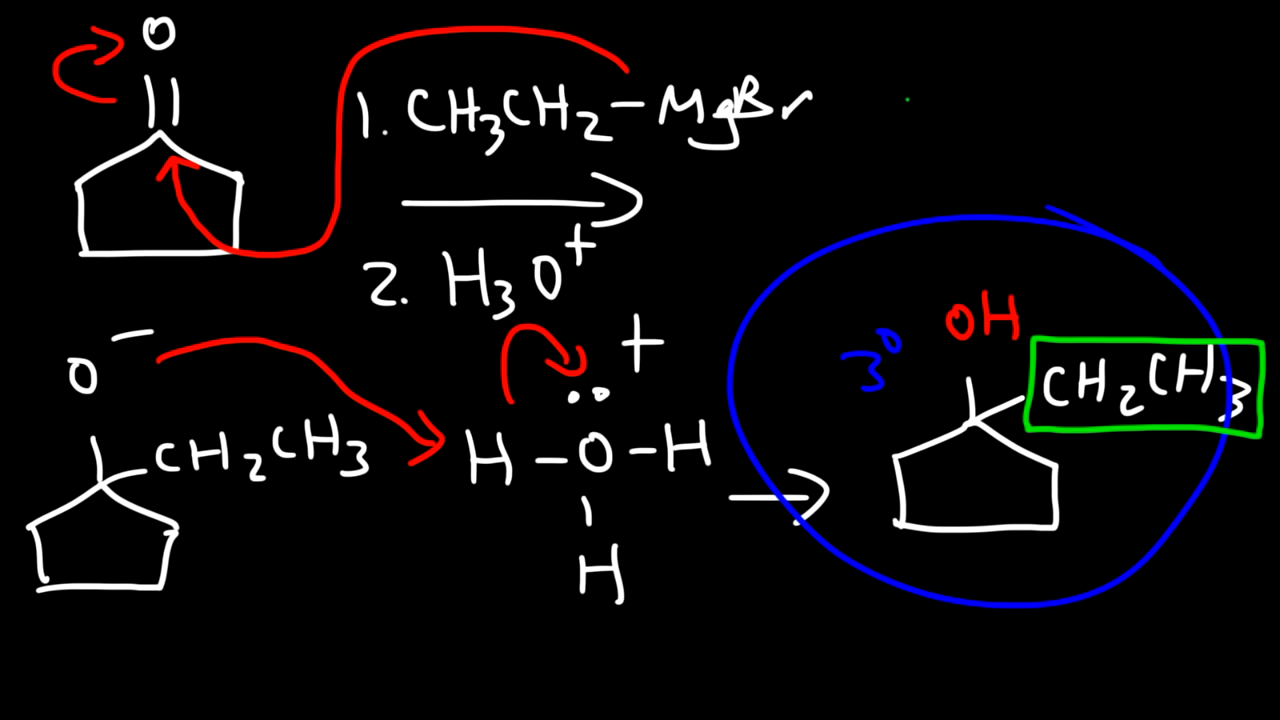 O
1. CH3CH2-MgBr
2. H3O+
O-
CH2CH3
+
H-O-H
H
3°
OH
CH2CH3